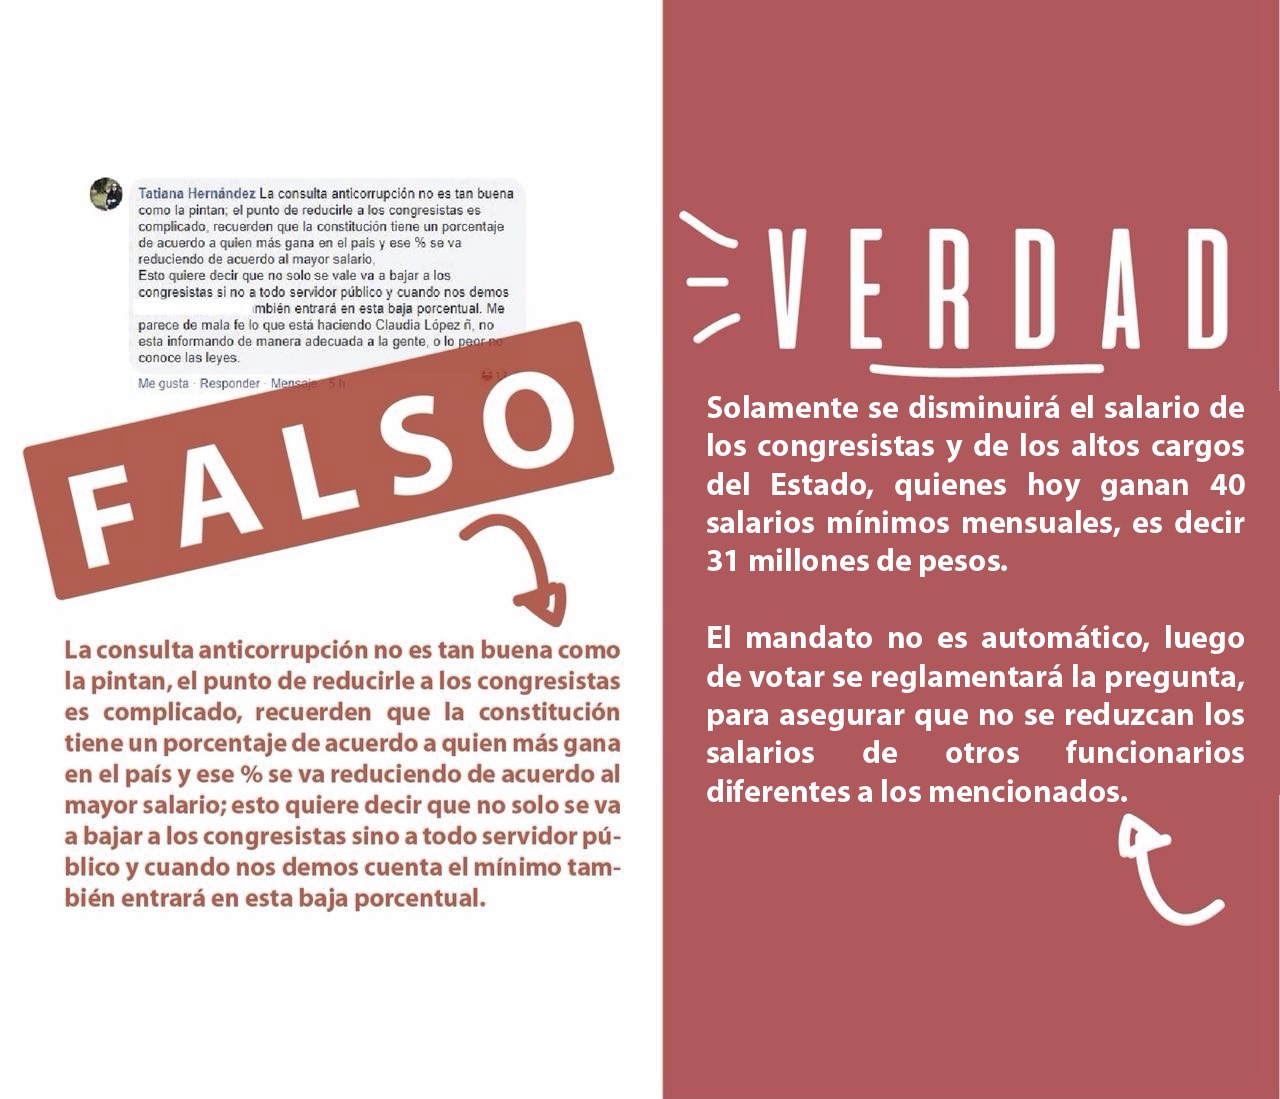 Tatiana Hernández La consulta anticorrupción no es tan buena
como la pintan; el punto de reducirle a los congresistas es
complicado, recuerden que la constitución tiene un porcentaje
de acuerdo a quien más gana en el país y ese % se va
reduciendo de acuerdo al mayor salario,
Esto quiere decir que no solo se vale va a bajar a los
congresistas si no a todo servidor público y cuando nos demos
mbién entrará en esta baja porcentual. Me
parece de mala fe lo que está haciendo Claudia López ñ, no
esta informando de manera adecuada a la gente, o lo peor no
conoce las leyes.
Me gusta · Responder · Mensaje · 5 h
FALSO
La consulta anticorrupción no es tan buena como
la pintan, el punto de reducirle a los congresistas
es complicado, recuerden que la constitución
tiene un porcentaje de acuerdo a quien más gana
en el país y ese % se va reduciendo de acuerdo al
mayor salario; esto quiere decir que no solo se va
a bajar a los congresistas sino a todo servidor pú-
blico y cuando nos demos cuenta el mínimo tam-
bién entrará en esta baja porcentual.
VERDAD
Solamente se disminuirá el salario de
los congresistas y de los altos cargos
del Estado, quienes hoy ganan 40
salarios mínimos mensuales, es decir
31 millones de pesos.
El mandato no es automático, luego
de votar se reglamentará la pregunta,
para asegurar que no se reduzcan los
salarios de otros funcionarios
diferentes a los mencionados.